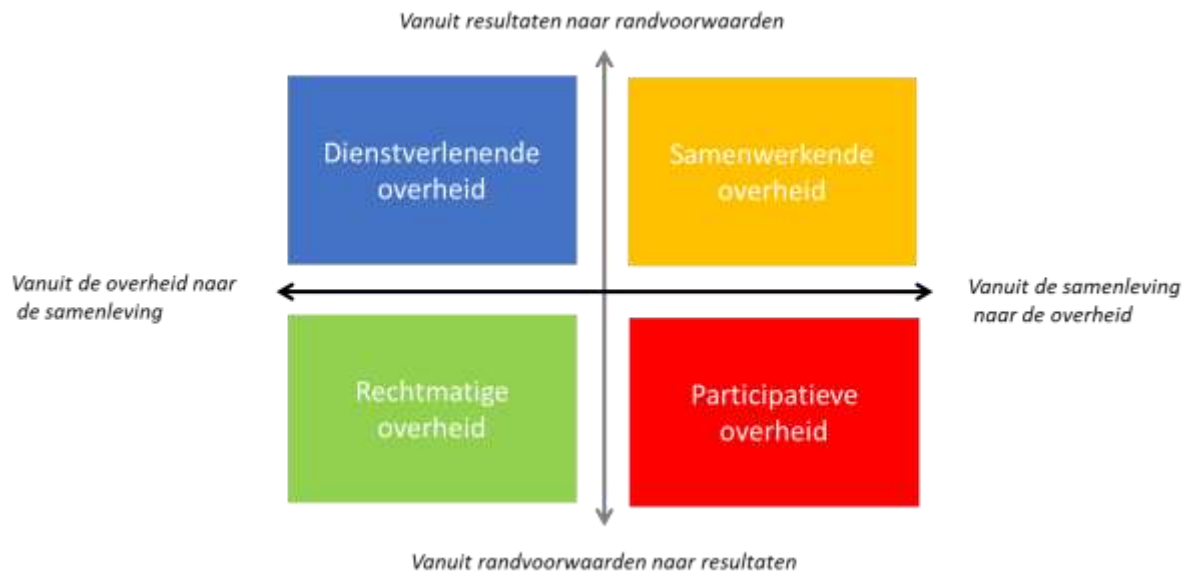 Vanuit resultaten naar randvoorwaarden
Dienstverlenende
overheid
Samenwerkende
overheid
Vanuit de overheid naar
de samenleving
Vanuit de samenleving
naar de overheid
Rechtmatige
overheid
Participatieve
overheid
Vanuit randvoorwaarden naar resultaten